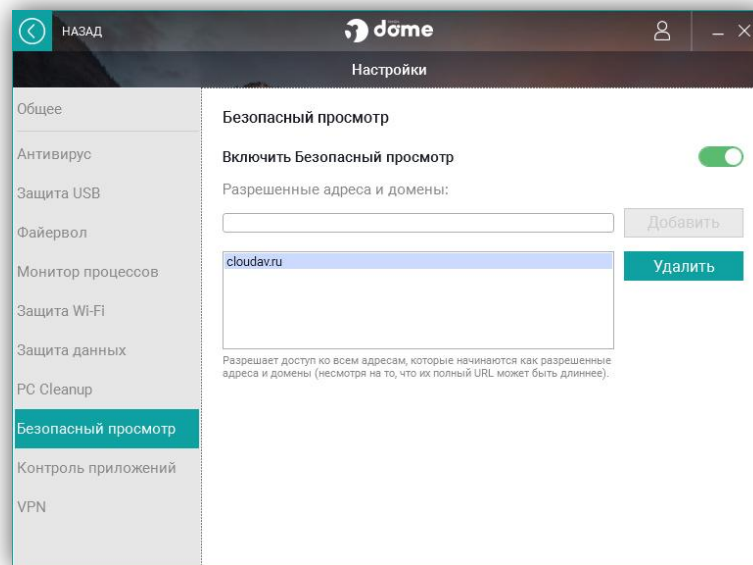 НАЗАД
dome
Настройки
Общее
Антивирус
Защита USB
Файервол
Монитор процессов
Защита Wi-Fi
Защита данных
PC Cleanup
Безопасный просмотр
Контроль приложений
VPN
Безопасный просмотр
Включить Безопасный просмотр
Разрешенные адреса и домены:
Добавить
cloudav.ru
Удалить
Разрешает доступ ко всем адресам, которые начинаются как разрешенные
адреса и домены (несмотря на то, что их полный URL может быть длиннее).